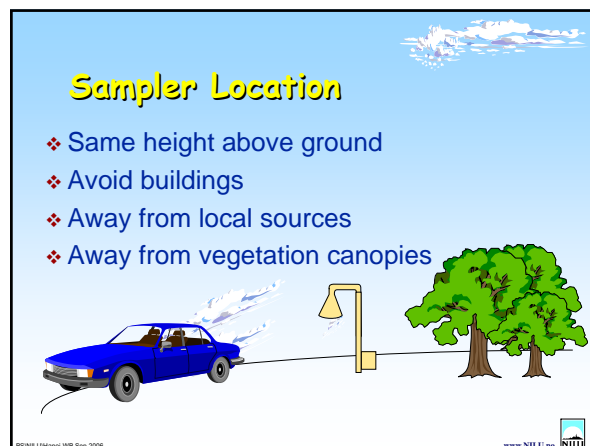 Sampler Location
❖ Same height above ground
❖ Avoid buildings
❖ Away from local sources
❖ Away from vegetation canopies
www.NILU.no
NILU